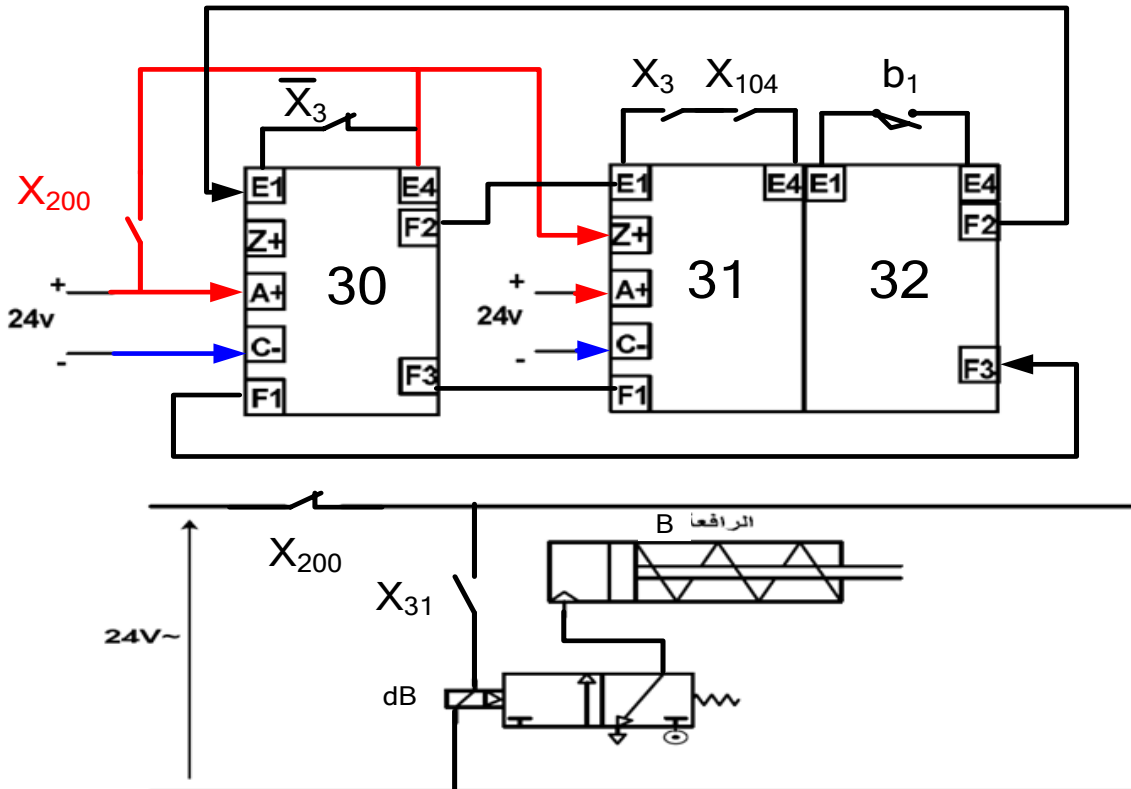 X̅₃
X₃ X₁₀₄ b₁
X₂₀₀
E1 E4 E1 E4 E1 E4
F2 F2
Z+ Z+
30 31 32
+ A+ + A+
24v 24v
- C- - C-
F3 F3
F1 F1
X₂₀₀
B الرافعة
X₃₁
24V~
dB